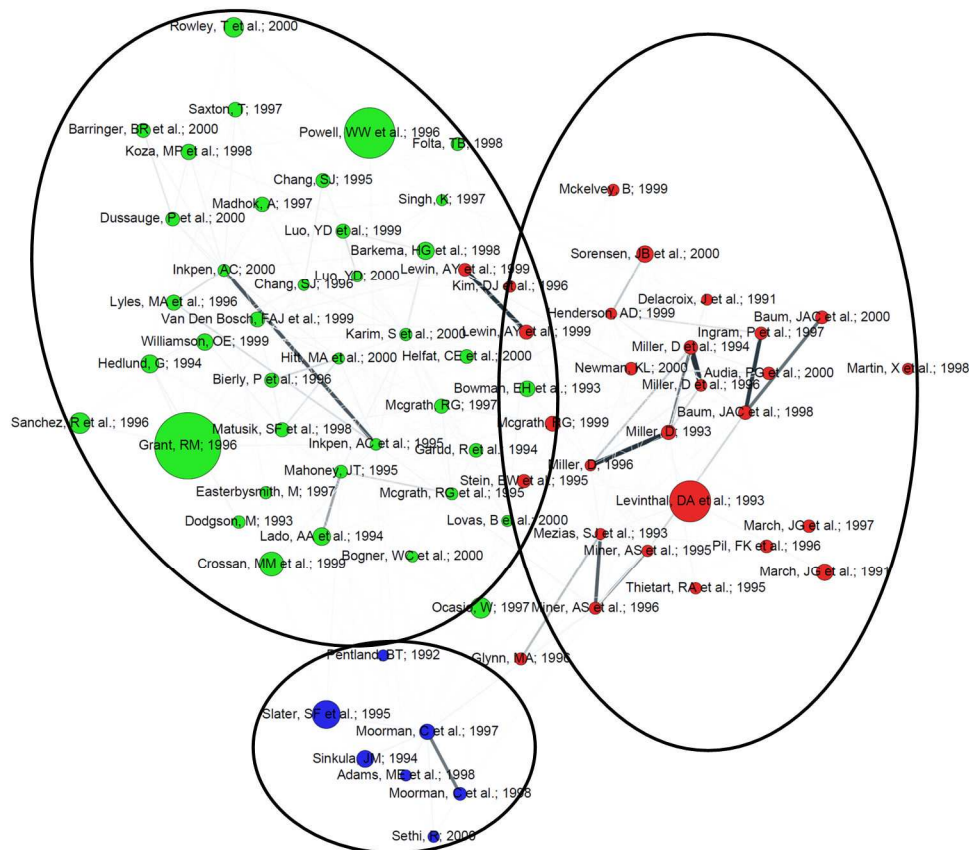 Rowley, T et al.; 2000
Saxton, T; 1997
Barringer, BR et al.; 2000
Powell, WW et al.; 1996
Folta, TB; 1998
Koza, MP et al.; 1998
Chang, SJ; 1995
Mckelvey, B; 1999
Singh, K; 1997
Madhok, A; 1997
Dussauge, P et al.; 2000
Luo, YD et al.; 1999
Barkema, HG et al.; 1998
Sorensen, JB et al.; 2000
Inkpen, AC; 2000
Luo, YD; 2000
Lewin, AY et al.; 1999
Chang, SJ; 1996
Kim, DJ et al.; 1996
Delacroix, J et al.; 1991
Lyles, MA et al.; 1996
Henderson, AD; 1999
Baum, JAC et al.; 2000
Van Den Bosch, FAJ et al.; 1999
Karim, S et al.; 2000
Lewin, AY et al.; 1999
Ingram, P et al.; 1997
Williamson, OE; 1999
Miller, D et al.; 1994
Hedlund, G; 1994
Hitt, MA et al.; 2000
Helfat, CE et al.; 2000
Newman, KL; 2000
Audia, PG et al.; 2000
Martin, X et al.; 1998
Bierly, P et al.; 1996
Bowman, EH et al.; 1993
Miller, D et al.; 1996
Mcgrath, RG; 1997
Baum, JAC et al.; 1998
Sanchez, R et al.; 1996
Matusik, SF et al.; 1998
Mcgrath, RG; 1999
Miller, D; 1993
Grant, RM; 1996
Inkpen, AC et al.; 1995
Garud, R et al.; 1994
Miller, D; 1996
Mahoney, JT; 1995
Stein, EW et al.; 1995
Easterbysmith, M; 1997
Mcgrath, RG et al.; 1995
Levinthal, DA et al.; 1993
Dodgson, M; 1993
Lovas, B et al.; 2000
March, JG et al.; 1997
Lado, AA et al.; 1994
Mezias, SJ et al.; 1993
Pil, FK et al.; 1996
Miner, AS et al.; 1995
Crossan, MM et al.; 1999
Bogner, WC et al.; 2000
March, JG et al.; 1991
Thietart, RA et al.; 1995
Ocasio, W; 1997
Miner, AS et al.; 1996
Pentland, BT; 1992
Glynn, MA; 1996
Slater, SF et al.; 1995
Moorman, C et al.; 1997
Sinkula, JM; 1994
Adams, ME et al.; 1998
Moorman, C et al.; 1998
Sethi, R; 2000